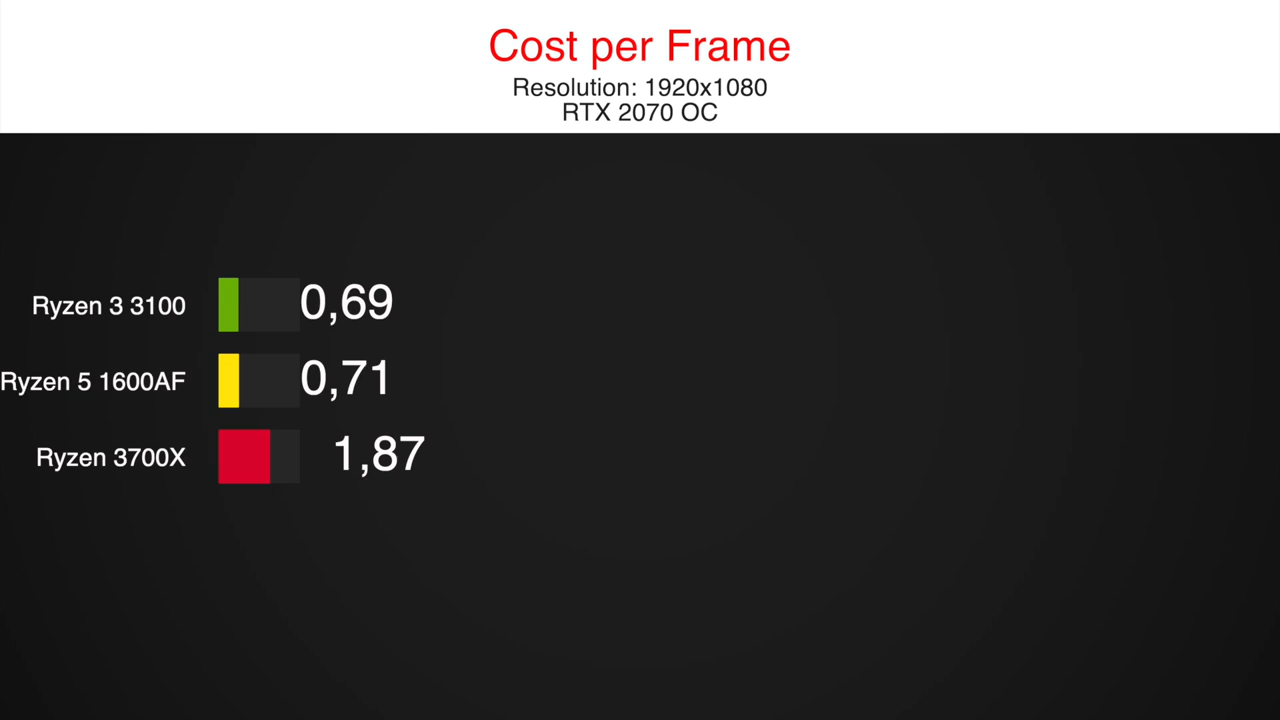 Cost per Frame
Resolution: 1920x1080
RTX 2070 OC
Ryzen 3 3100 0,69
Ryzen 5 1600AF 0,71
Ryzen 3700X 1,87